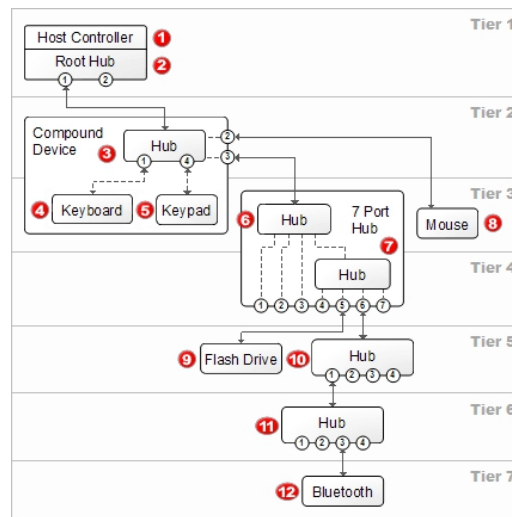 Tier 1
Host Controller 1
Root Hub 2
1 2
Tier 2
Compound
Device
Hub
3
2
1 4
3
Tier 3
4 Keyboard 5 Keypad
6 Hub
7 Port
Hub
Mouse 8
7
Tier 4
Hub
1 2 3 4 5 6 7
Tier 5
9 Flash Drive 10 Hub
1 2 3 4
Tier 6
11 Hub
1 2 3 4
Tier 7
12 Bluetooth